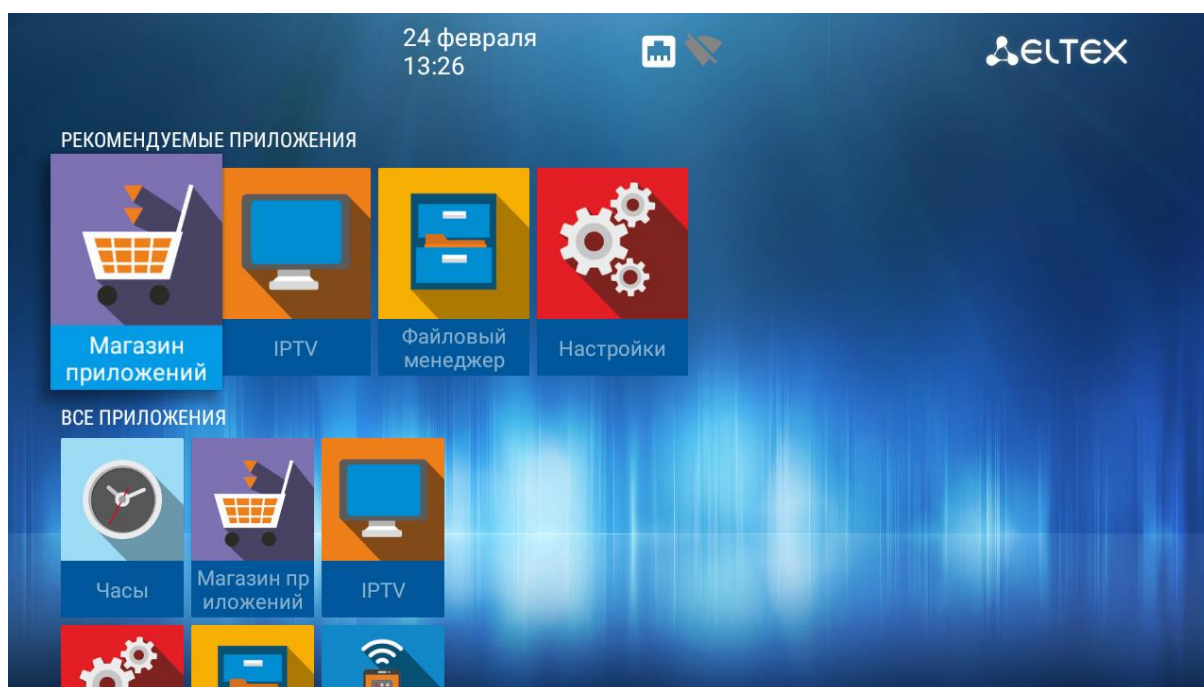 24 февраля
13:26
ELTEX
РЕКОМЕНДУЕМЫЕ ПРИЛОЖЕНИЯ
Магазин
приложений
IPTV
Файловый
менеджер
Настройки
ВСЕ ПРИЛОЖЕНИЯ
Часы
Магазин пр
иложений
IPTV